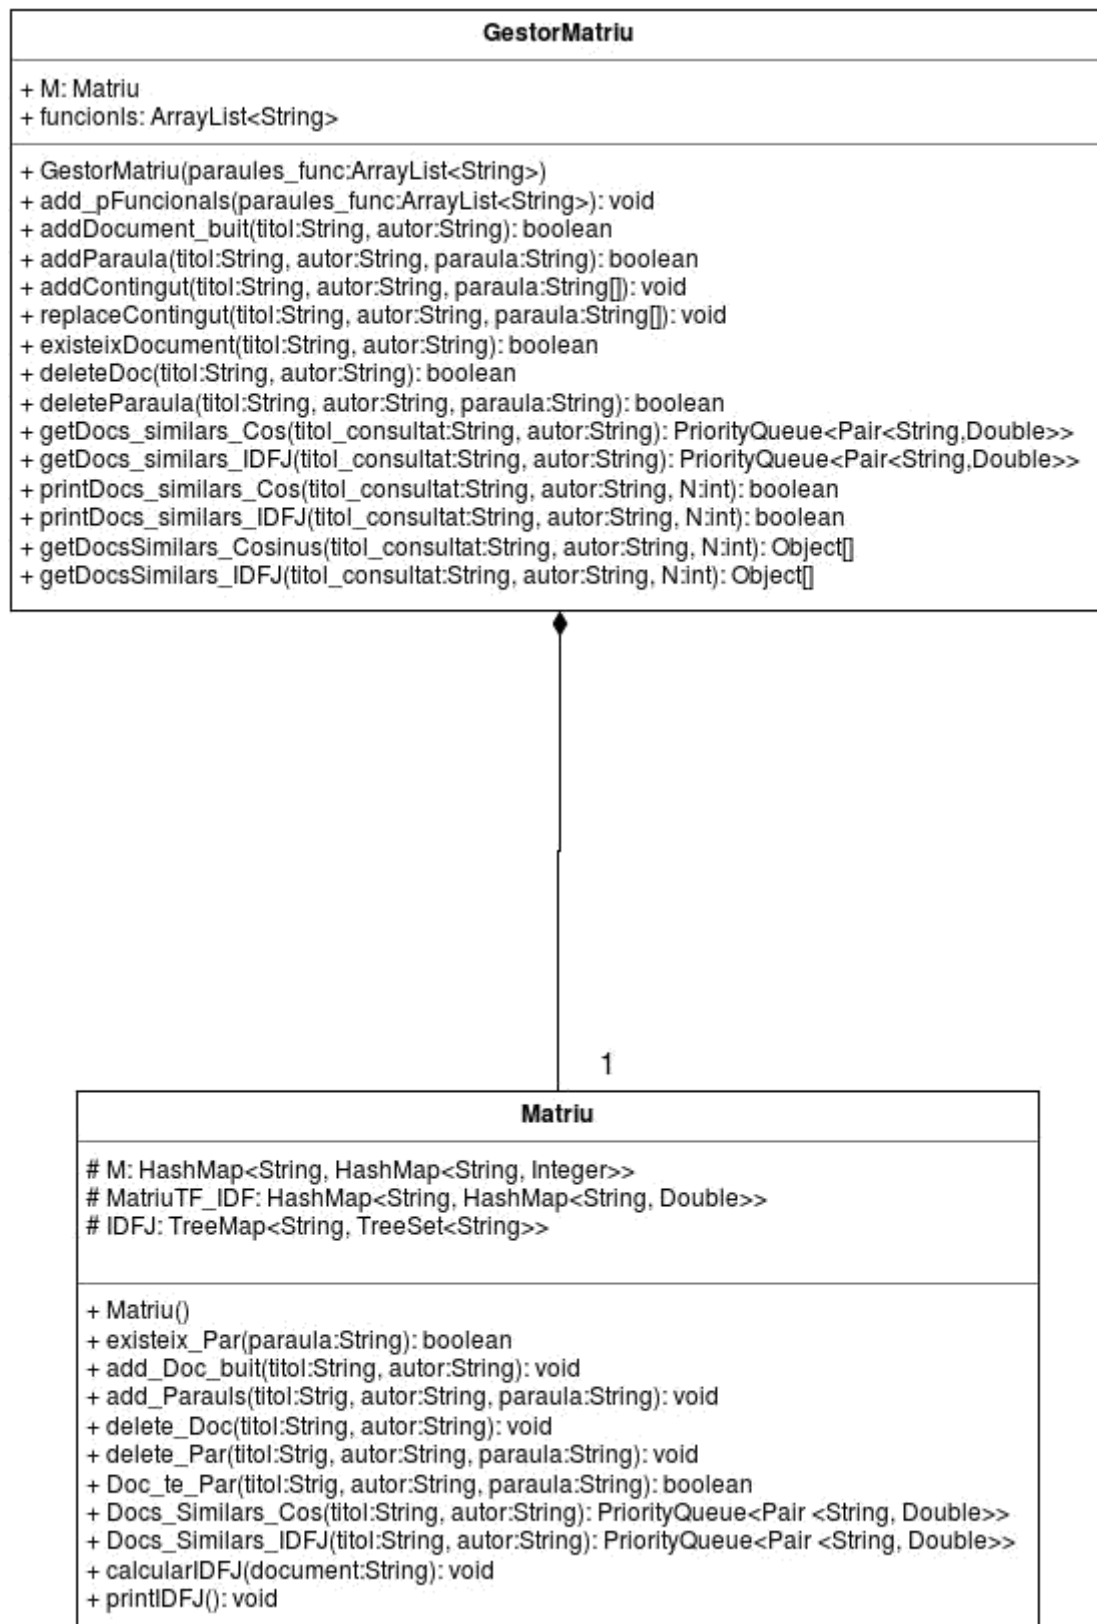 GestorMatriu
+ M: Matriu
+ funcionls: ArrayList<String>
+ GestorMatriu(paraules_func:ArrayList<String>)
+ add_pFuncionals(paraules_func:ArrayList<String>): void
+ addDocument_buit(titol:String, autor:String): boolean
+ addParaula(titol:String, autor:String, paraula:String): boolean
+ addContingut(titol:String, autor:String, paraula:String[]): void
+ replaceContingut(titol:String, autor:String, paraula:String[]): void
+ existeixDocument(titol:String, autor:String): boolean
+ deleteDoc(titol:String, autor:String): boolean
+ deleteParaula(titol:String, autor:String, paraula:String): boolean
+ getDocs_similars_Cos(titol_consultat:String, autor:String): PriorityQueue<Pair<String,Double>>
+ getDocs_similars_IDFJ(titol_consultat:String, autor:String): PriorityQueue<Pair<String,Double>>
+ printDocs_similars_Cos(titol_consultat:String, autor:String, N:int): boolean
+ printDocs_similars_IDFJ(titol_consultat:String, autor:String, N:int): boolean
+ getDocsSimilars_Cosinus(titol_consultat:String, autor:String, N:int): Object[]
+ getDocsSimilars_IDFJ(titol_consultat:String, autor:String, N:int): Object[]
1
Matriu
# M: HashMap<String, HashMap<String, Integer>>
# MatriuTF_IDF: HashMap<String, HashMap<String, Double>>
# IDFJ: TreeMap<String, TreeSet<String>>
+ Matriu()
+ existeix_Par(paraula:String): boolean
+ add_Doc_buit(titol:String, autor:String): void
+ add_Parauls(titol:Strig, autor:String, paraula:String): void
+ delete_Doc(titol:String, autor:String): void
+ delete_Par(titol:Strig, autor:String, paraula:String): void
+ Doc_te_Par(titol:Strig, autor:String, paraula:String): boolean
+ Docs_Similars_Cos(titol:String, autor:String): PriorityQueue<Pair <String, Double>>
+ Docs_Similars_IDFJ(titol:String, autor:String): PriorityQueue<Pair <String, Double>>
+ calcularIDFJ(document:String): void
+ printIDFJ(): void